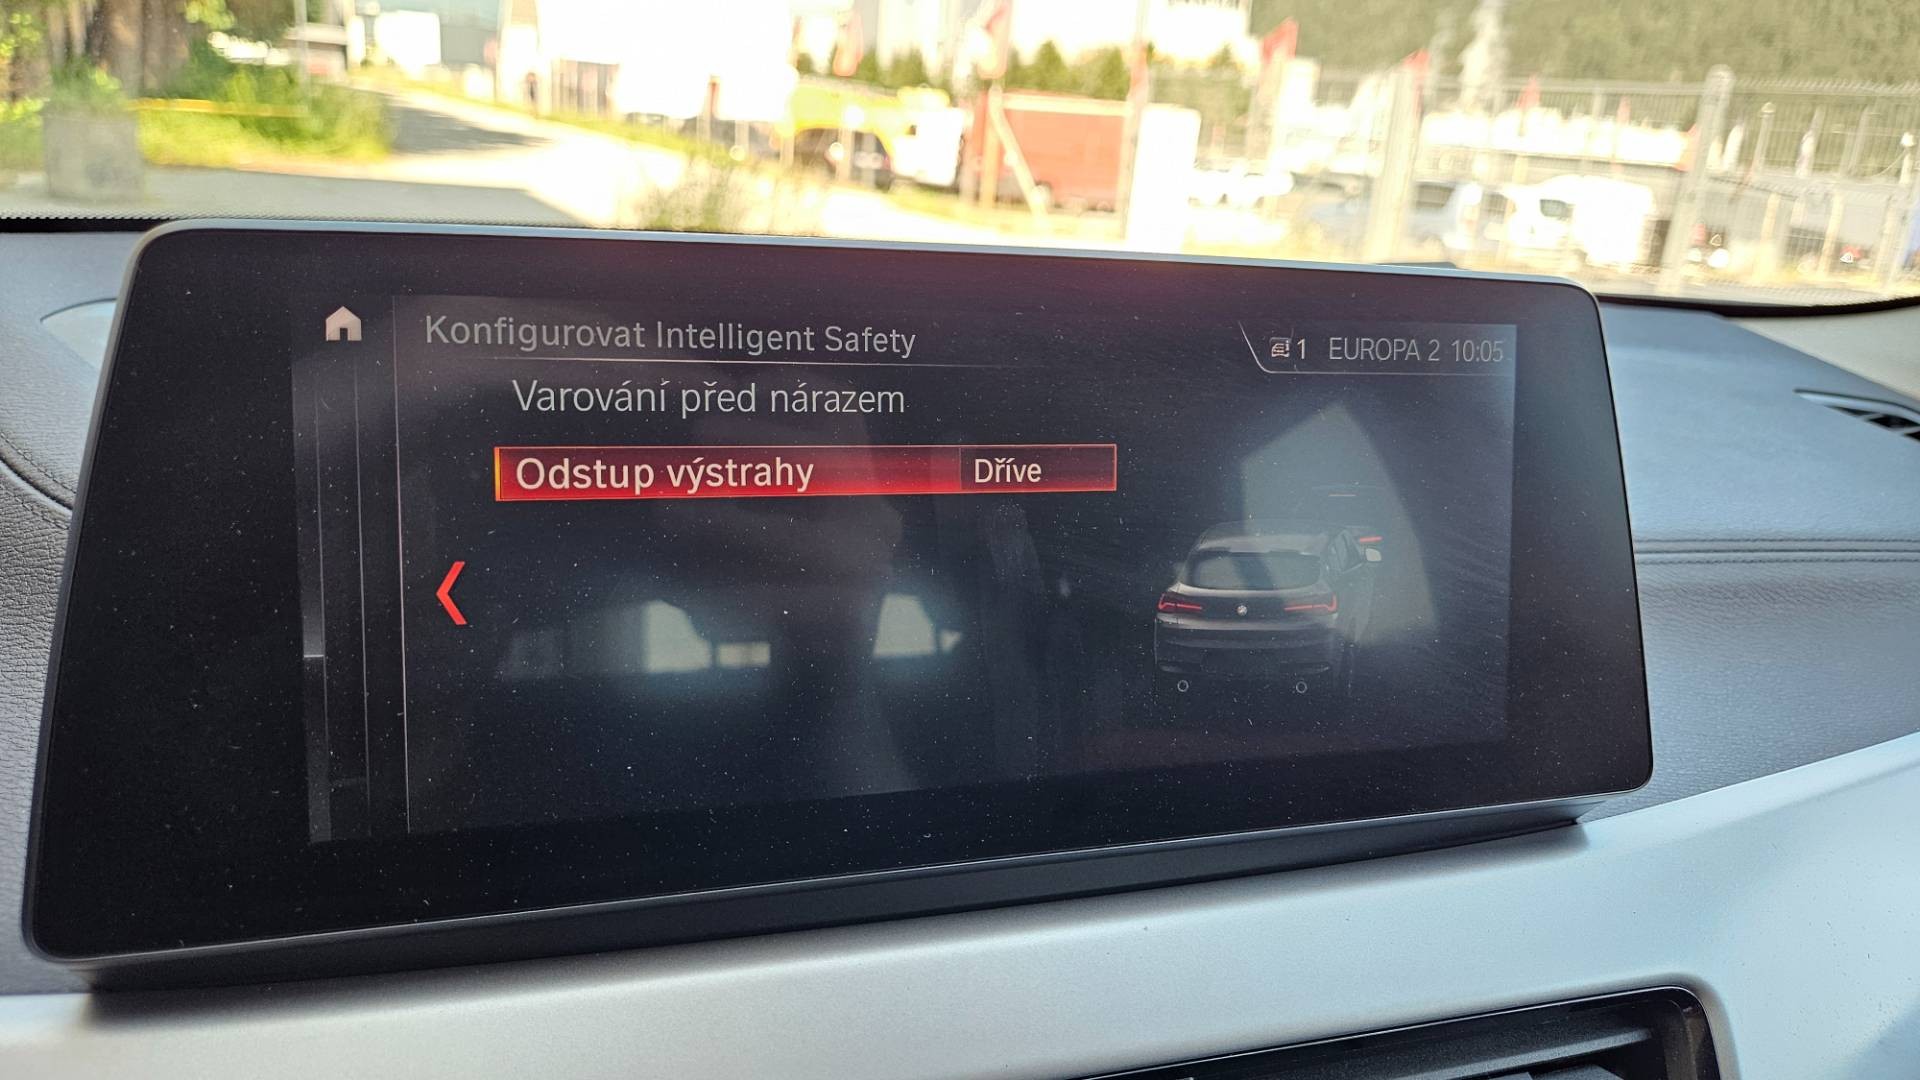 Konfigurovat Intelligent Safety
1 EUROPA 2 10:05
Varování před nárazem
Odstup výstrahy Dříve